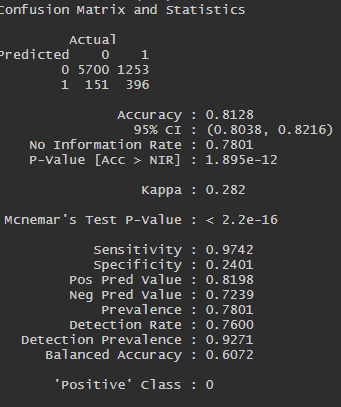 Confusion Matrix and Statistics
Actual
Predicted 0 1
0 5700 1253
1 151 396
Accuracy : 0.8128
95% CI : (0.8038, 0.8216)
No Information Rate : 0.7801
P-Value [Acc > NIR] : 1.895e-12
Kappa : 0.282
Mcnemar's Test P-Value : < 2.2e-16
Sensitivity : 0.9742
Specificity : 0.2401
Pos Pred Value : 0.8198
Neg Pred Value : 0.7239
Prevalence : 0.7801
Detection Rate : 0.7600
Detection Prevalence : 0.9271
Balanced Accuracy : 0.6072
'Positive' Class : 0